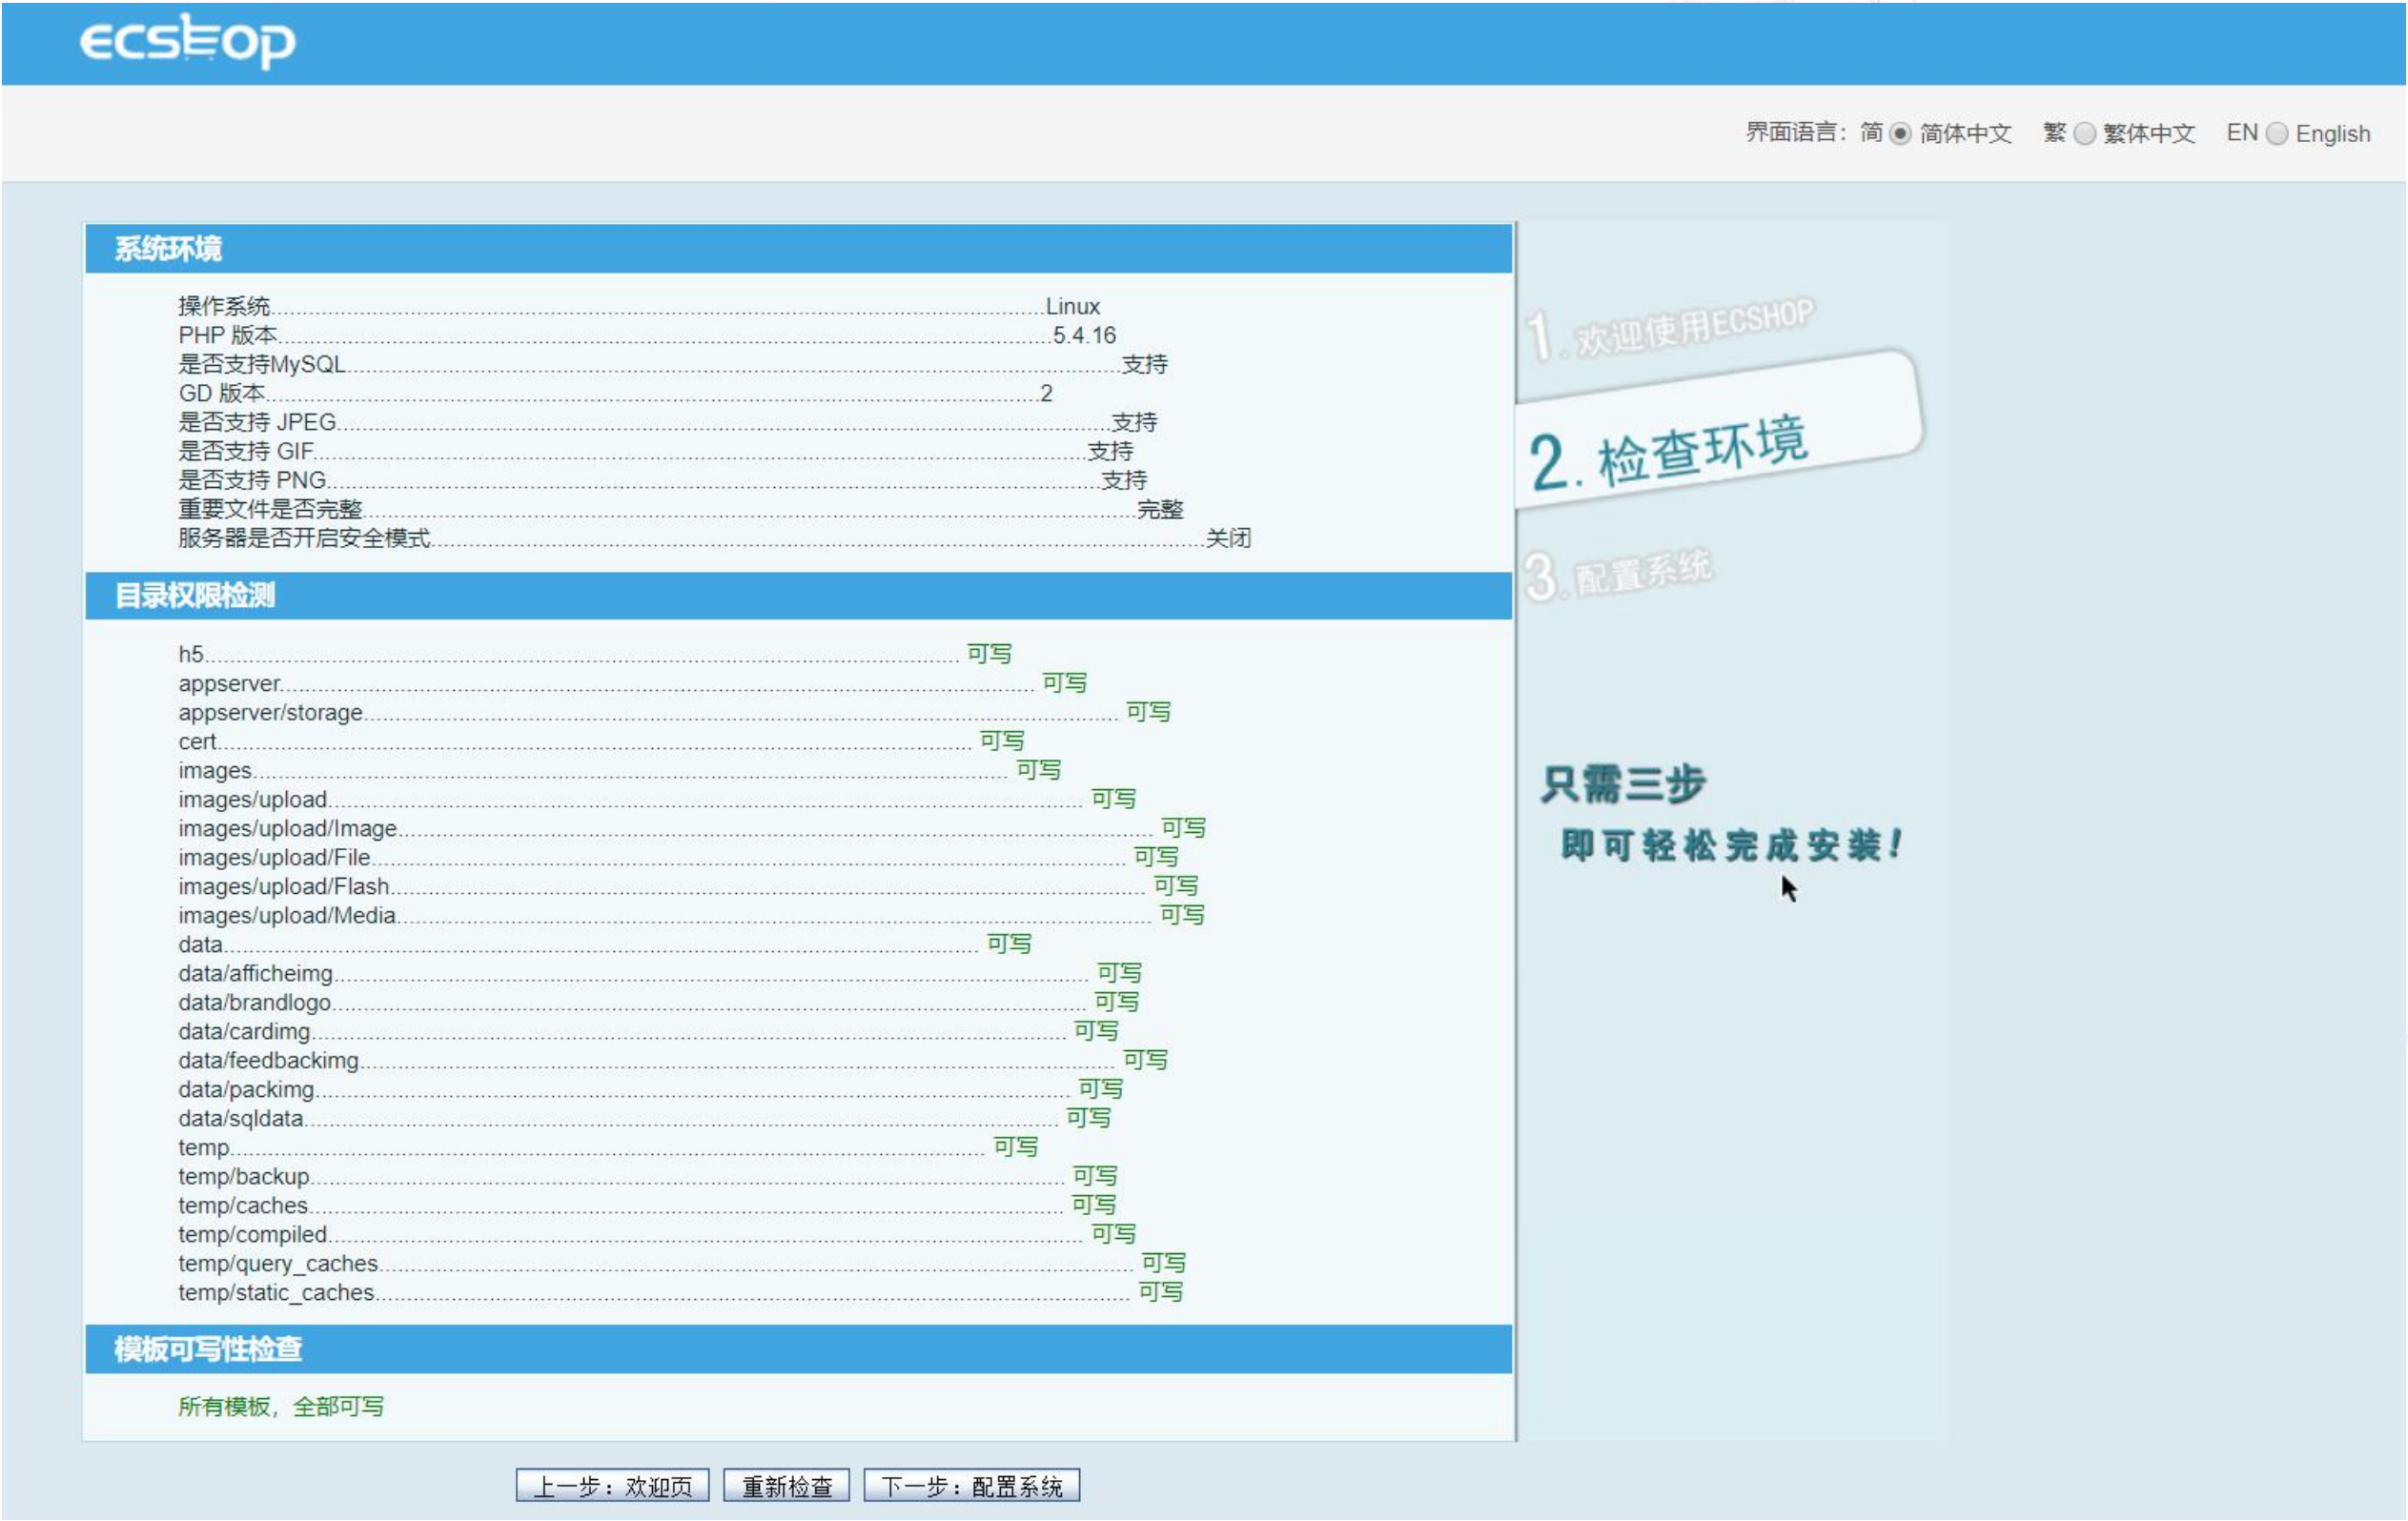 ecshop
界面语言: 简 简体中文 繁 繁体中文 EN English
系统环境
操作系统....................Linux
PHP 版本....................5.4.16
是否支持MySQL....................支持
GD 版本....................2
是否支持 JPEG....................支持
是否支持 GIF....................支持
是否支持 PNG....................支持
重要文件是否完整....................完整
服务器是否开启安全模式....................关闭
目录权限检测
h5.................... 可写
appserver.................... 可写
appserver/storage.................... 可写
cert.................... 可写
images.................... 可写
images/upload.................... 可写
images/upload/Image.................... 可写
images/upload/File.................... 可写
images/upload/Flash.................... 可写
images/upload/Media.................... 可写
data.................... 可写
data/afficheimg.................... 可写
data/brandlogo.................... 可写
data/cardimg.................... 可写
data/feedbackimg.................... 可写
data/packimg.................... 可写
data/sqldata.................... 可写
temp.................... 可写
temp/backup.................... 可写
temp/caches.................... 可写
temp/compiled.................... 可写
temp/query_caches.................... 可写
temp/static_caches.................... 可写
模板可写性检查
所有模板，全部可写
1.欢迎使用ECSHOP
2.检查环境
3.配置系统
只需三步
即可轻松完成安装!
上一步: 欢迎页 重新检查 下一步: 配置系统